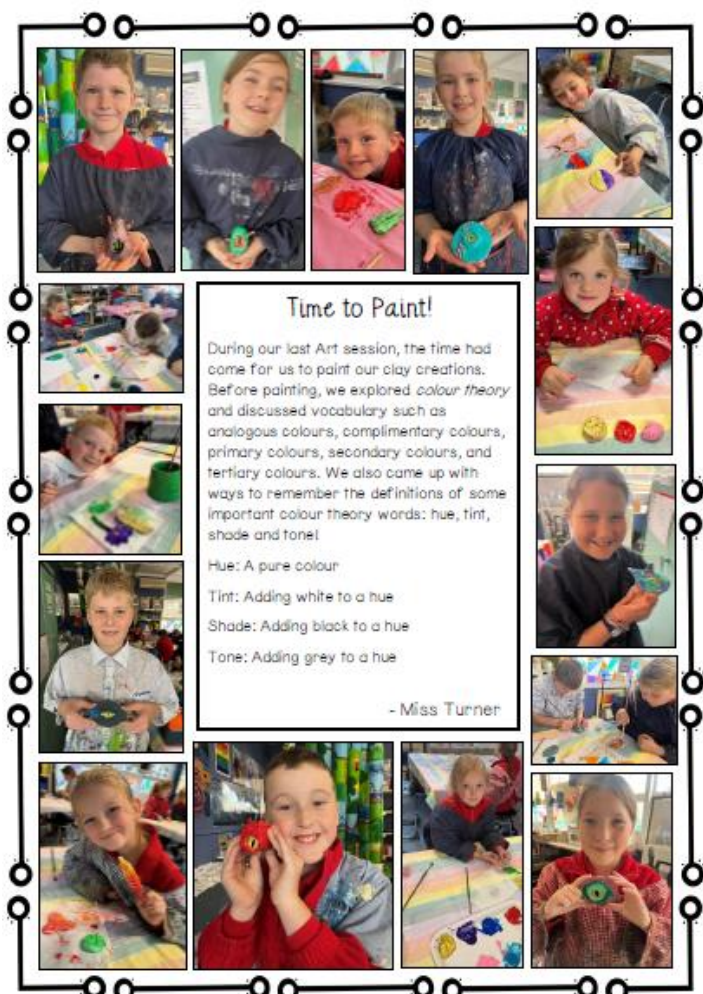 Time to Paint!
During our last Art session, the time had
come for us to paint our clay creations.
Before painting, we explored colour theory
and discussed vocabulary such as
analogous colours, complimentary colours,
primary colours, secondary colours, and
tertiary colours. We also came up with
ways to remember the definitions of some
important colour theory words: hue, tint,
shade and tone!
Hue: A pure colour
Tint: Adding white to a hue
Shade: Adding black to a hue
Tone: Adding grey to a hue
- Miss Turner